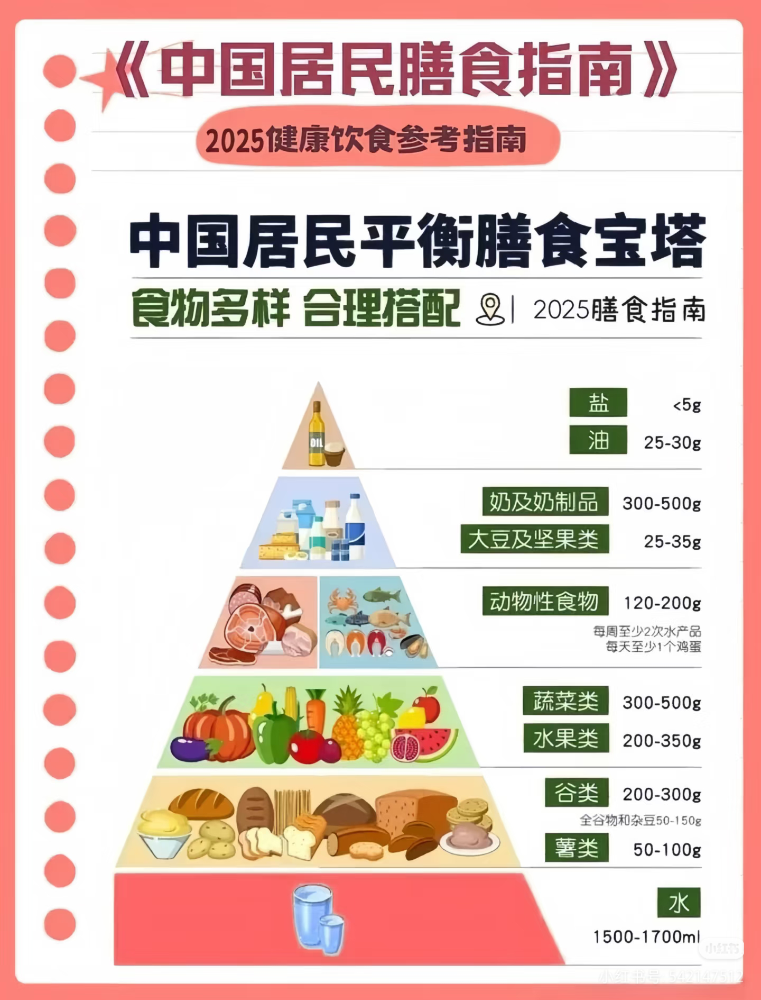 《中国居民膳食指南》
2025健康饮食参考指南
中国居民平衡膳食宝塔
食物多样 合理搭配 | 2025膳食指南
盐 <5g
油 25-30g
OIL
奶及奶制品 300-500g
大豆及坚果类 25-35g
动物性食物 120-200g
每周至少2次水产品
每天至少1个鸡蛋
蔬菜类 300-500g
水果类 200-350g
谷类 200-300g
全谷物和杂豆50-150g
薯类 50-100g
水
1500-1700ml
小红书
小红书号 542147512